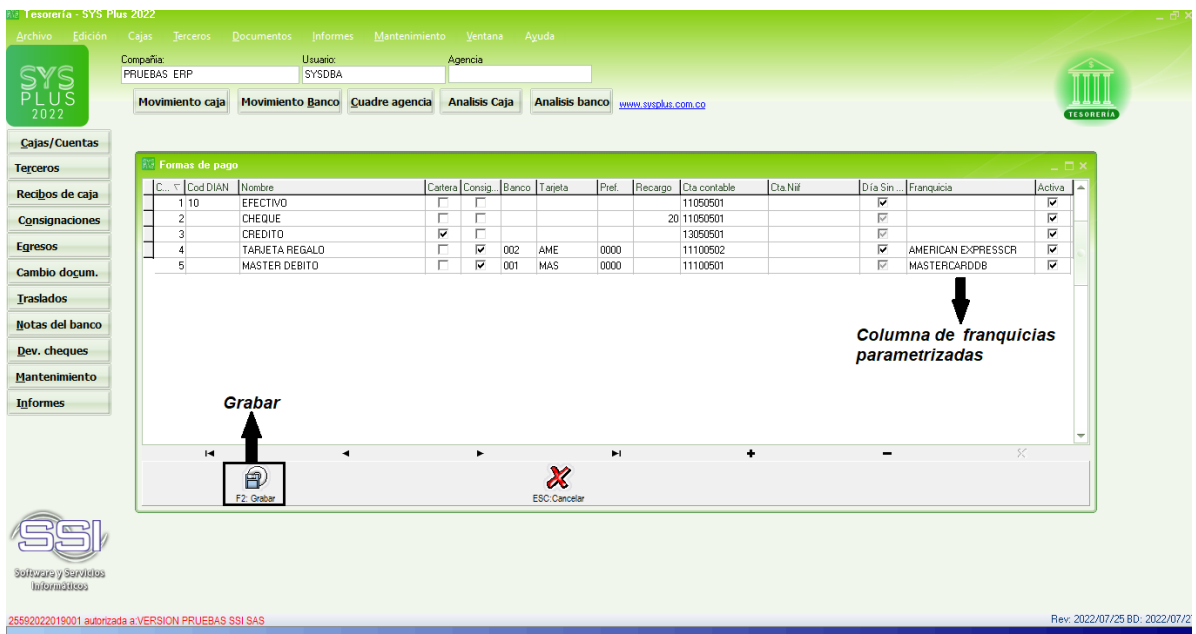 Tesorería - SYS Plus 2022
Archivo Edición Cajas Terceros Documentos Informes Mantenimiento Ventana Ayuda
Compañia: Usuario: Agencia
PRUEBAS ERP SYSDBA
SYS
PLUS
2022
Movimiento caja Movimiento Banco Cuadre agencia Analisis Caja Analisis banco www.sysplus.com.co
TESORERÍA
Cajas/Cuentas
Terceros
Recibos de caja
Consignaciones
Egresos
Cambio docum.
Traslados
Notas del banco
Dev. cheques
Mantenimiento
Informes
Formas de pago
C... Cod DIAN Nombre Cartera Consig... Banco Tarjeta Pref. Recargo Cta contable Cta.Niif Día Sin ... Franquicia Activa
1 10 EFECTIVO 11050501
2 CHEQUE 20 11050501
3 CREDITO 13050501
4 TARJETA REGALO 002 AME 0000 11100502 AMERICAN EXPRESSCR
5 MASTER DEBITO 001 MAS 0000 11100501 MASTERCARDDB
Columna de franquicias
parametrizadas
Grabar
F2: Grabar ESC:Cancelar
SSI
Software y Servicios
Informáticos
25592022019001 autorizada a:VERSION PRUEBAS SSI SAS Rev: 2022/07/25 BD: 2022/07/2